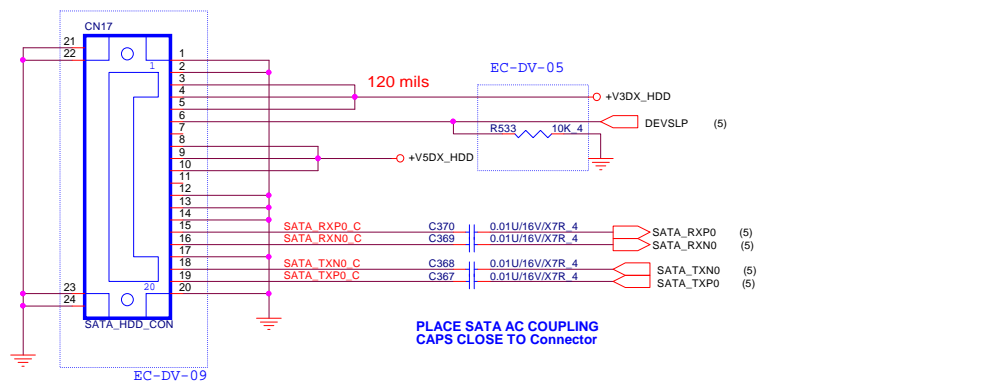 CN17
21
22
1
2
3
4
5
6
7
8
9
10
11
12
13
14
15
16
17
18
19
20
23
24
1
20
SATA_HDD_CON
EC-DV-09
120 mils
EC-DV-05
+V3DX_HDD
DEVSLP (5)
R533 10K_4
+V5DX_HDD
SATA_RXP0_C C370 0.01U/16V/X7R_4 SATA_RXP0 (5)
SATA_RXN0_C C369 0.01U/16V/X7R_4 SATA_RXN0 (5)
SATA_TXN0_C C368 0.01U/16V/X7R_4 SATA_TXN0 (5)
SATA_TXP0_C C367 0.01U/16V/X7R_4 SATA_TXP0 (5)
PLACE SATA AC COUPLING
CAPS CLOSE TO Connector